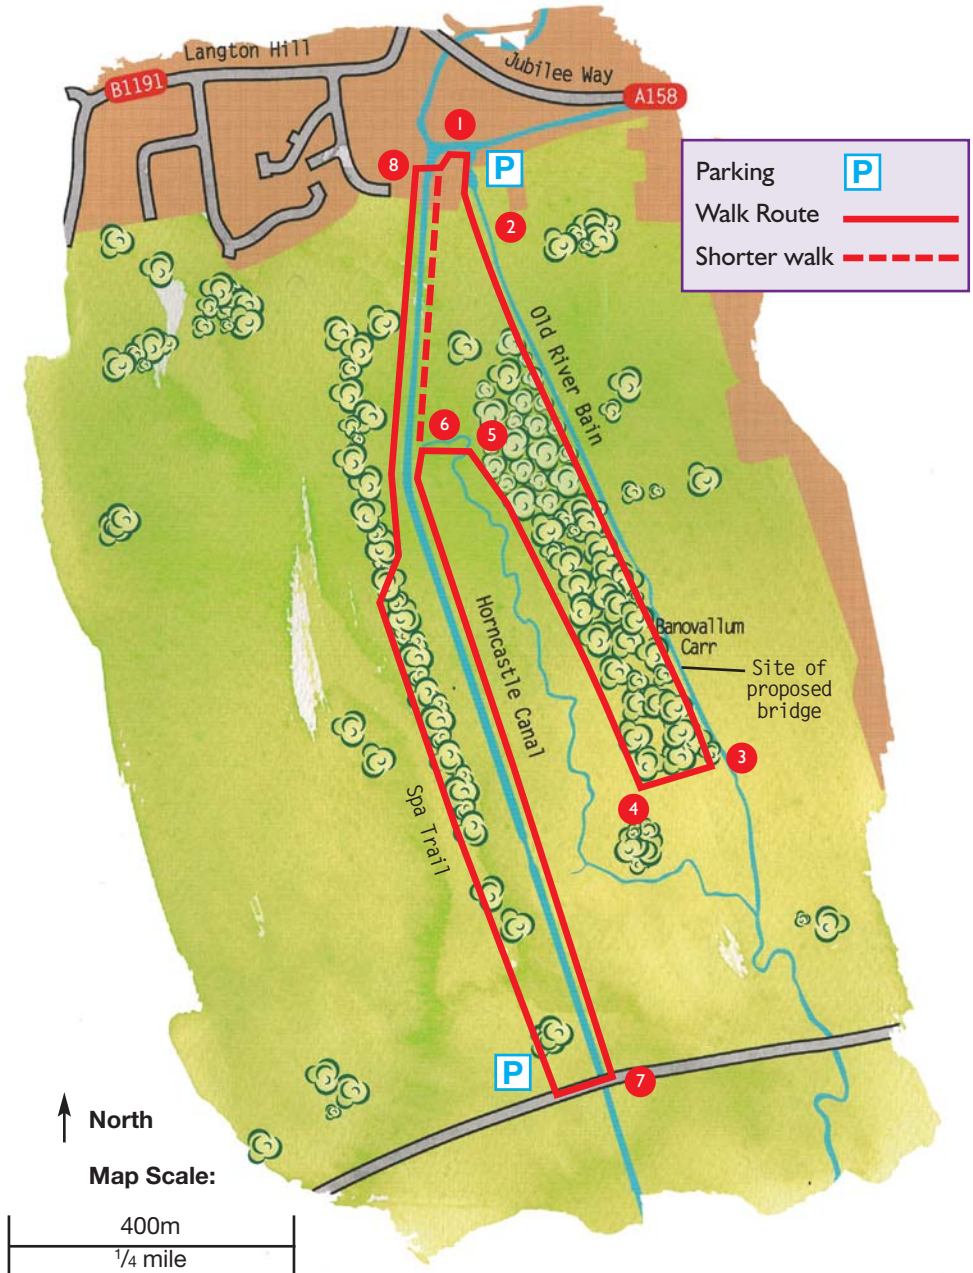 Langton Hill
Jubilee Way
B1191
A158
1
8
P
2
Parking P
Walk Route
Shorter walk
Old River Bain
6
5
Horncastle Canal
Banovallum
Carr
Site of
proposed
bridge
3
4
Spa Trail
P
7
North
Map Scale:
400m
1/4 mile